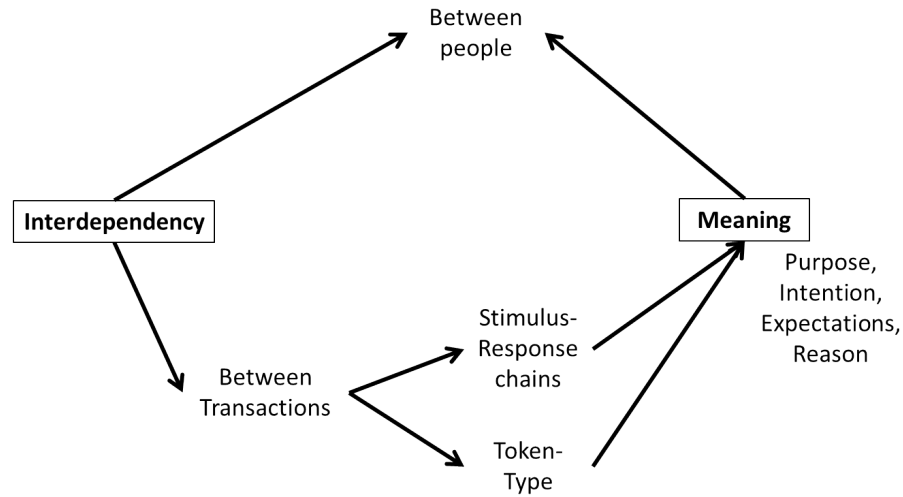 Between
people
Interdependency
Meaning
Purpose,
Intention,
Expectations,
Reason
Stimulus-
Response
chains
Between
Transactions
Token-
Type